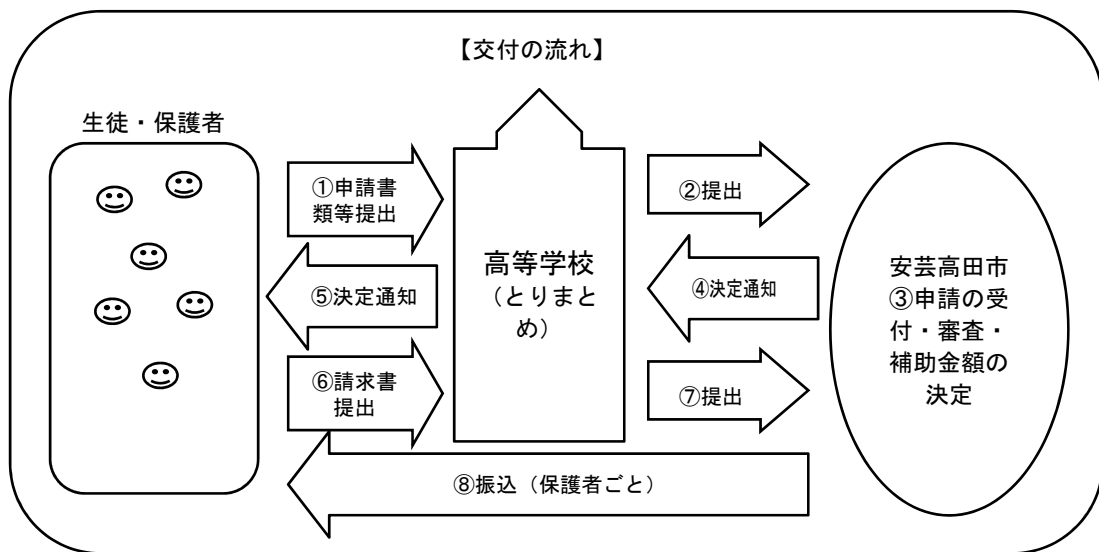 【交付の流れ】
生徒・保護者
①申請書
類等提出
②提出
高等学校
（とりまと
め）
④決定通知
⑤決定通知
安芸高田市
③申請の受
付・審査・
補助金額の
決定
⑥請求書
提出
⑦提出
⑧振込（保護者ごと）